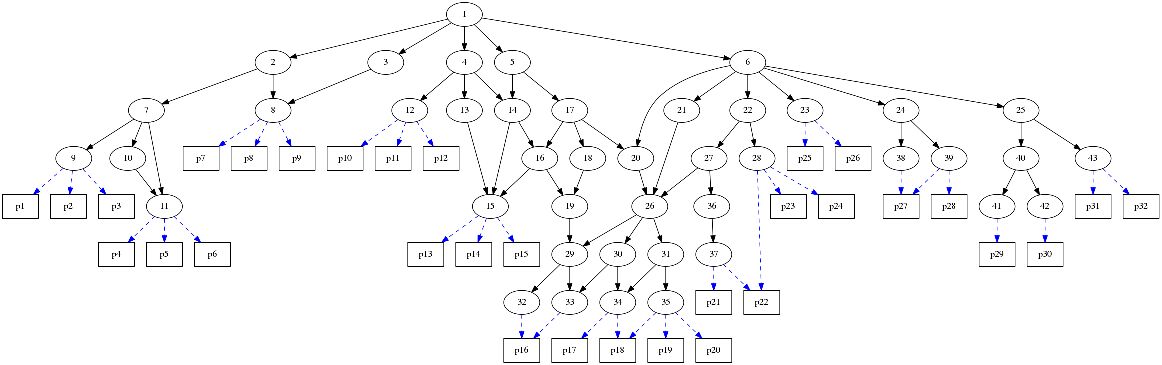 1
2 3 4 5 6
7 8 12 13 14 17 21 22 23 24 25
9 10 p7 p8 p9 p10 p11 p12 16 18 20 27 28 p25 p26 38 39 40 43
p1 p2 p3 11 15 19 26 36 p23 p24 p27 p28 41 42 p31 p32
p4 p5 p6 p13 p14 p15 29 30 31 37 p29 p30
32 33 34 35 p21 p22
p16 p17 p18 p19 p20